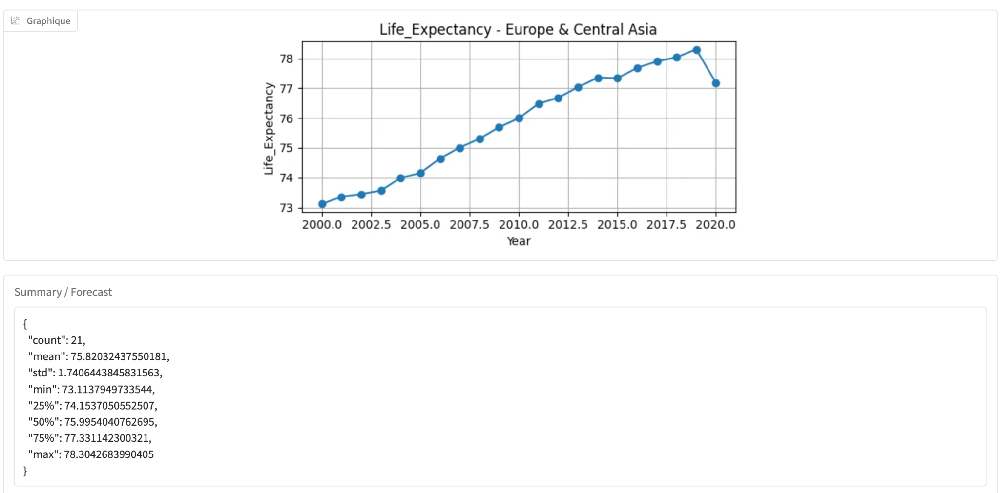 Graphique
Life_Expectancy - Europe & Central Asia
78
77
76
75
74
73
Life_Expectancy
2000.0 2002.5 2005.0 2007.5 2010.0 2012.5 2015.0 2017.5 2020.0
Year
Summary / Forecast
{
"count": 21,
"mean": 75.82032437550181,
"std": 1.7406443845831563,
"min": 73.1137949733544,
"25%": 74.1537050552507,
"50%": 75.9954040762695,
"75%": 77.331142300321,
"max": 78.3042683990405
}